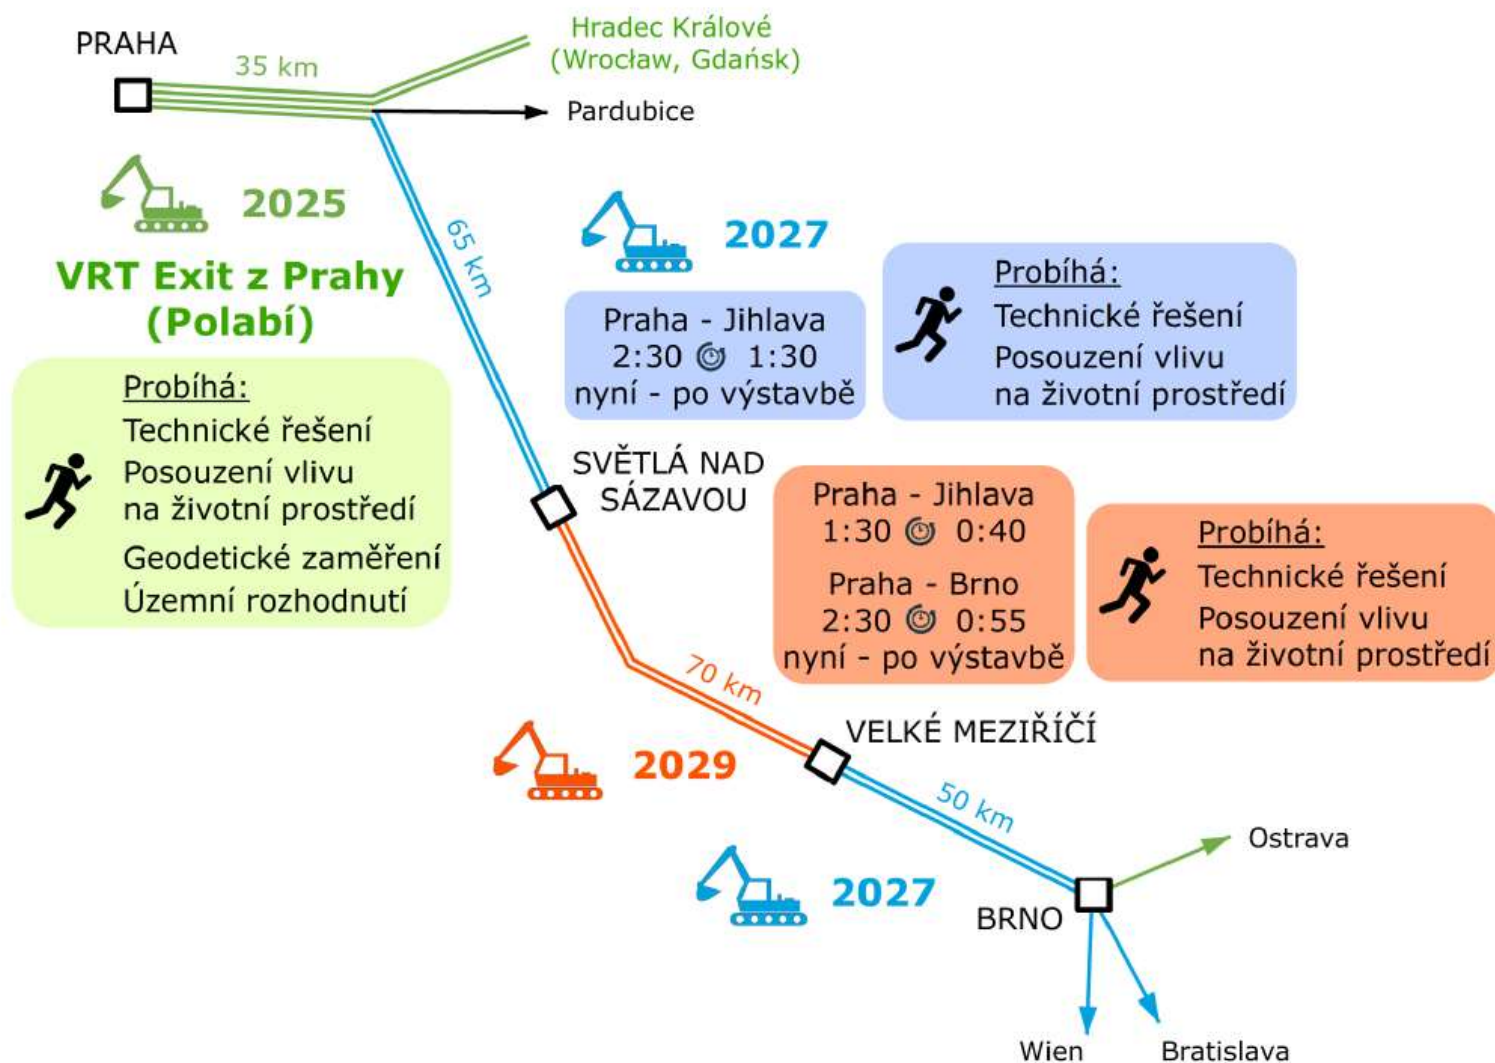 PRAHA
35 km
Hradec Králové
(Wrocław, Gdańsk)
Pardubice
2025
VRT Exit z Prahy
(Polabí)
Probíhá:
Technické řešení
Posouzení vlivu
na životní prostředí
Geodetické zaměření
Územní rozhodnutí
65 km
2027
Praha - Jihlava
2:30 1:30
nyní - po výstavbě
Probíhá:
Technické řešení
Posouzení vlivu
na životní prostředí
SVĚTLÁ NAD
SÁZAVOU
Praha - Jihlava
1:30 0:40
Praha - Brno
2:30 0:55
nyní - po výstavbě
Probíhá:
Technické řešení
Posouzení vlivu
na životní prostředí
70 km
2029
VELKÉ MEZIŘÍČÍ
50 km
2027
BRNO
Ostrava
Wien
Bratislava